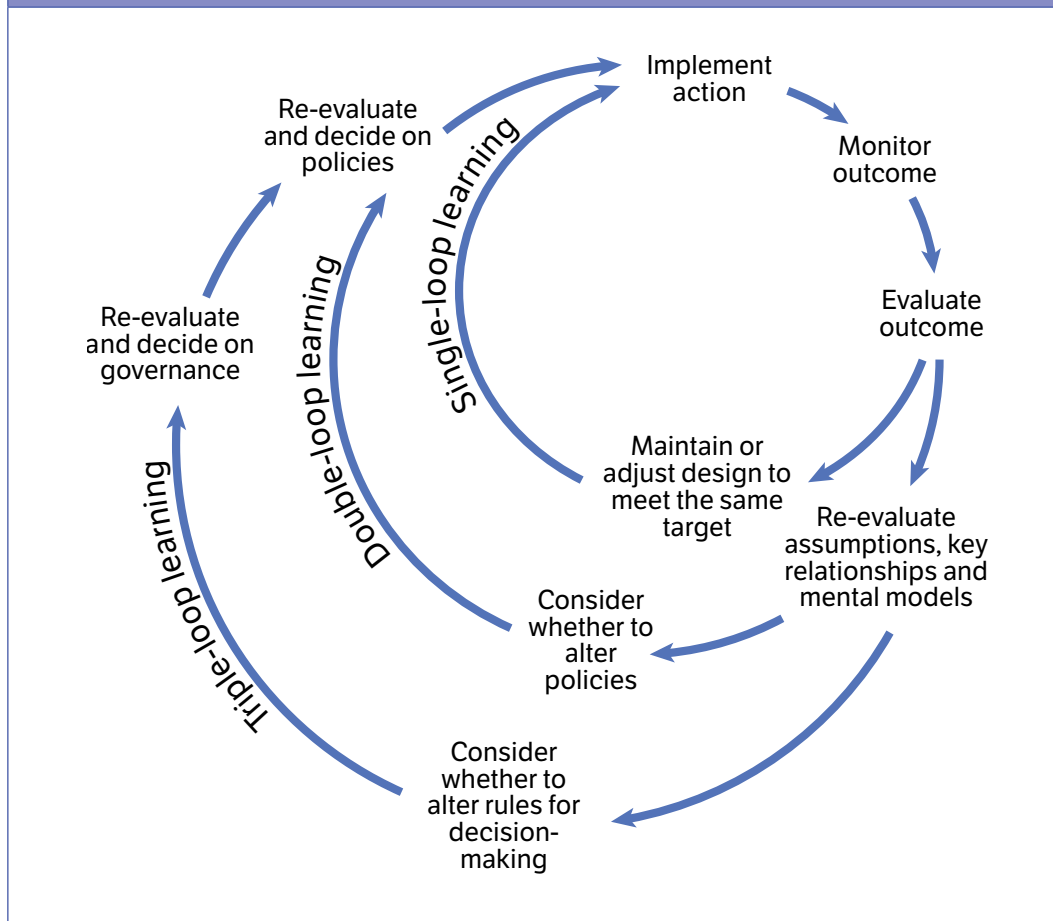 Implement
action
Monitor
outcome
Evaluate
outcome
Maintain or
adjust design to
meet the same
target
Single-loop learning
Re-evaluate
assumptions, key
relationships and
mental models
Consider
whether to
alter
policies
Double-loop learning
Re-evaluate
and decide on
policies
Consider
whether to
alter rules for
decision-
making
Triple-loop learning
Re-evaluate
and decide on
governance